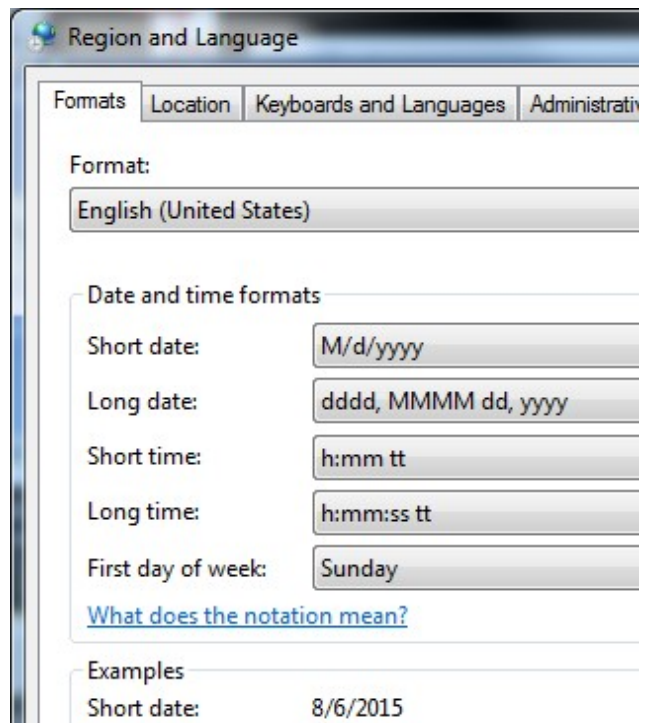 Region and Language
Formats Location Keyboards and Languages
Format:
English (United States)
Date and time formats
Short date: M/d/yyyy
Long date: dddd, MMMM dd, yyyy
Short time: h:mm tt
Long time: h:mm:ss tt
First day of week: Sunday
What does the notation mean?
Examples
Short date: 8/6/2015